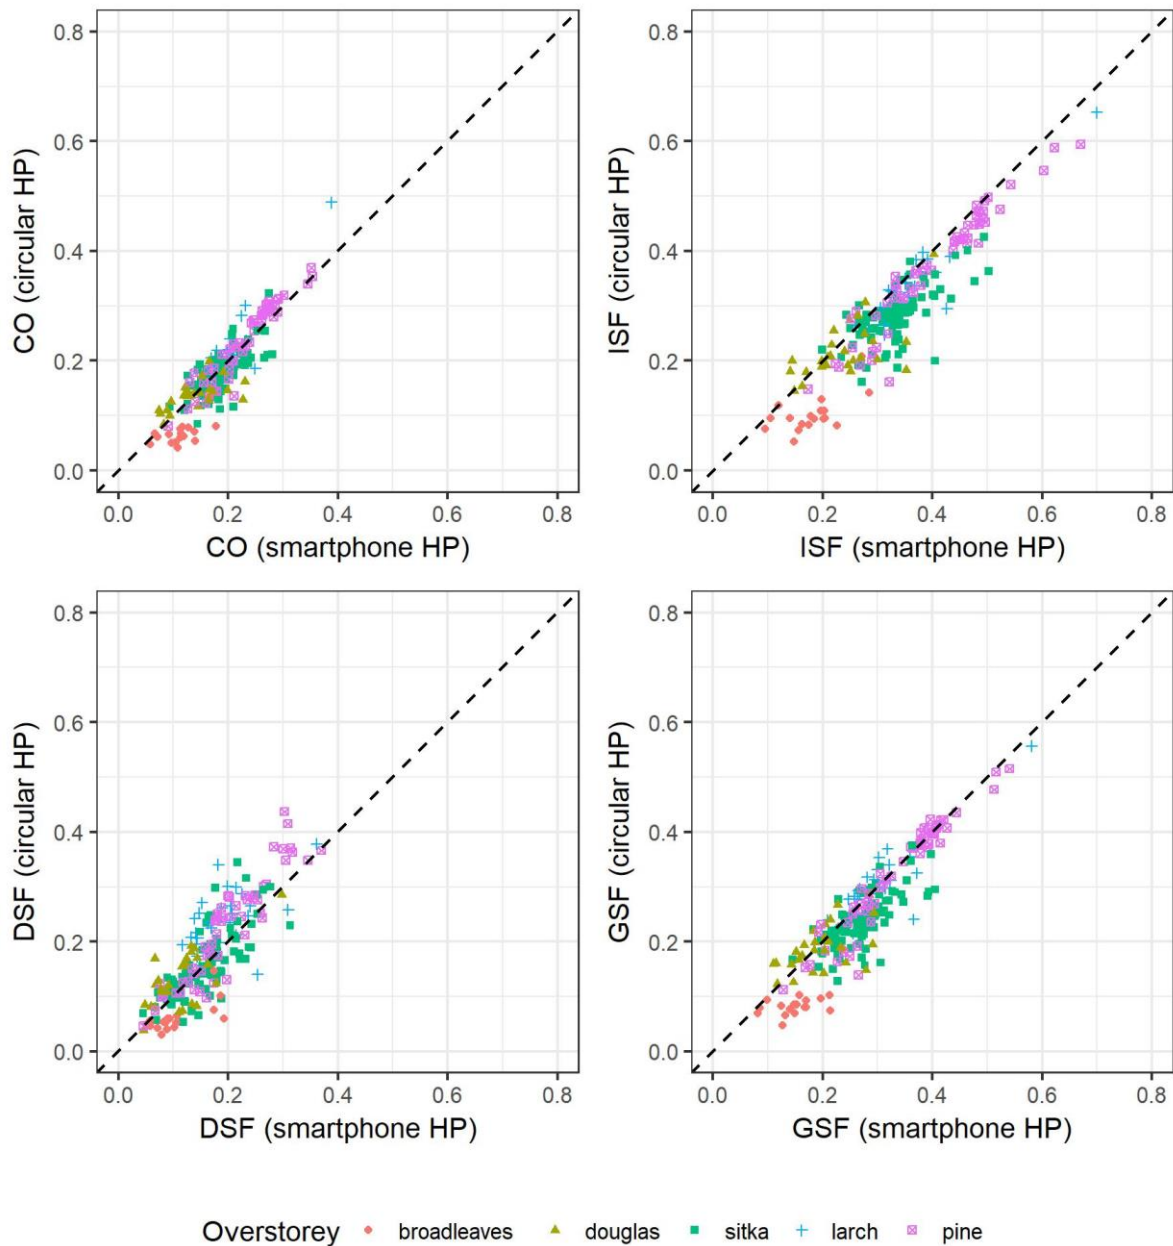 0.8
0.6
0.4
0.2
0.0
CO (circular HP)
0.0 0.2 0.4 0.6 0.8
CO (smartphone HP)
0.8
0.6
0.4
0.2
0.0
ISF (circular HP)
0.0 0.2 0.4 0.6 0.8
ISF (smartphone HP)
0.8
0.6
0.4
0.2
0.0
DSF (circular HP)
0.0 0.2 0.4 0.6 0.8
DSF (smartphone HP)
0.8
0.6
0.4
0.2
0.0
GSF (circular HP)
0.0 0.2 0.4 0.6 0.8
GSF (smartphone HP)
Overstorey broadleaves douglas sitka larch pine